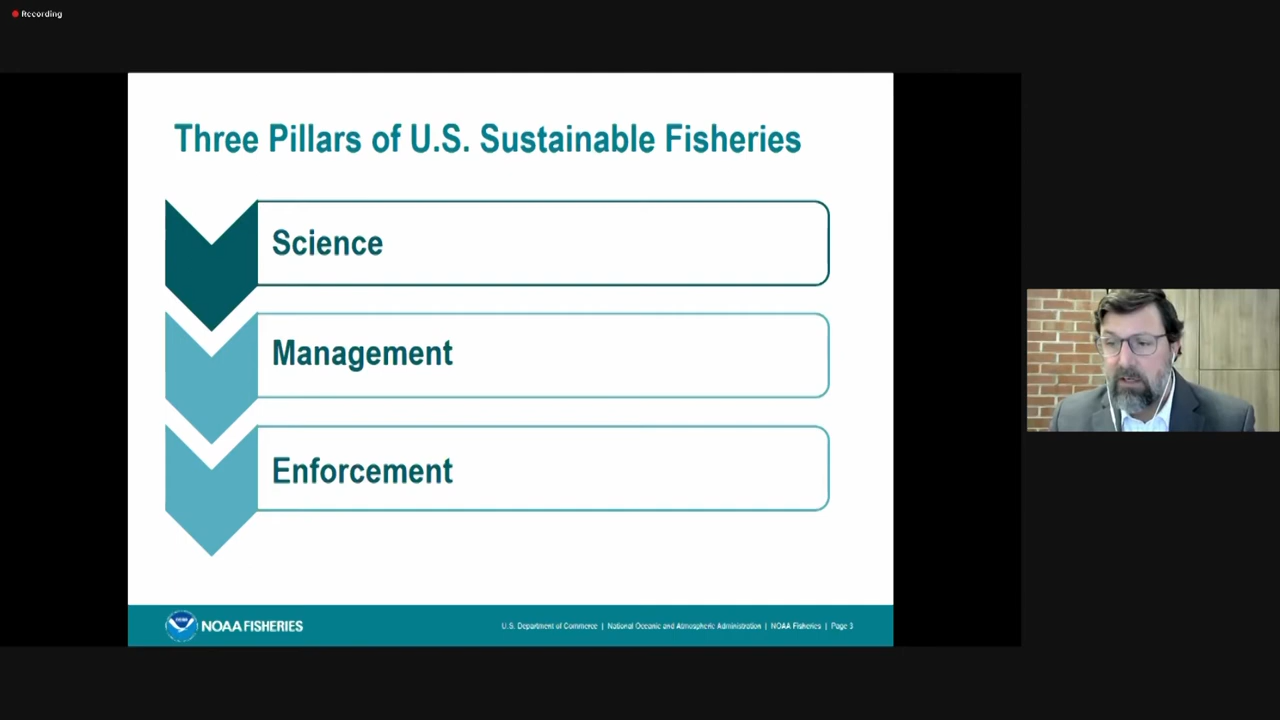 Recording
Three Pillars of U.S. Sustainable Fisheries
Science
Management
Enforcement
NOAA FISHERIES
U.S. Department of Commerce | National Oceanic and Atmospheric Administration | NOAA Fisheries | Page 3